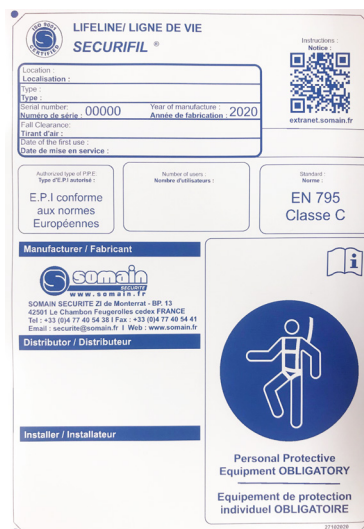 ISO 9001
CERTIFIED
LIFELINE/ LIGNE DE VIE
SECURIFIL ®
Instructions :
Notice :
extranet.somain.fr
Location :
Localisation :
Type :
Type :
Serial number:
Numéro de série : 00000
Year of manufacture :
Année de fabrication : 2020
Fall Clearance:
Tirant d'air :
Date of the first use :
Date de mise en service :
Authorized type of P.P.E:
Type d'E.P.I autorisé :
E.P.I conforme
aux normes
Européennes
Number of users :
Nombre d'utilisateurs :
Standard :
Norme :
EN 795
Classe C
Manufacturer / Fabricant
somain
SECURITE
www.somain.fr
SOMAIN SECURITE ZI de Monterrat - BP. 13
42501 Le Chambon Feugerolles cedex FRANCE
Tel : +33 (0)4 77 40 54 38 I Fax : +33 (0)4 77 40 54 41
Email : securite@somain.fr I Web : www.somain.fr
Distributor / Distributeur
Installer / Installateur
i
Personal Protective
Equipment OBLIGATORY
Equipement de protection
individuel OBLIGATOIRE
27102020